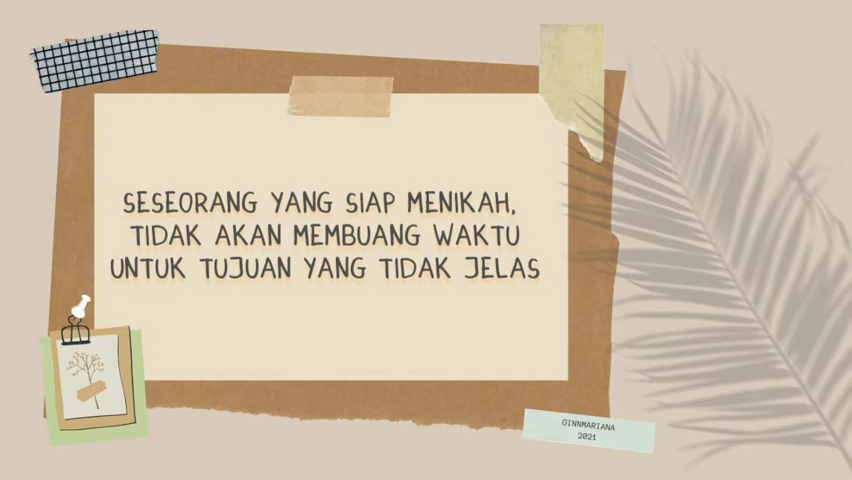 SESEORANG YANG SIAP MENIKAH,
TIDAK AKAN MEMBUANG WAKTU
UNTUK TUJUAN YANG TIDAK JELAS
GINNMARIANA
2021